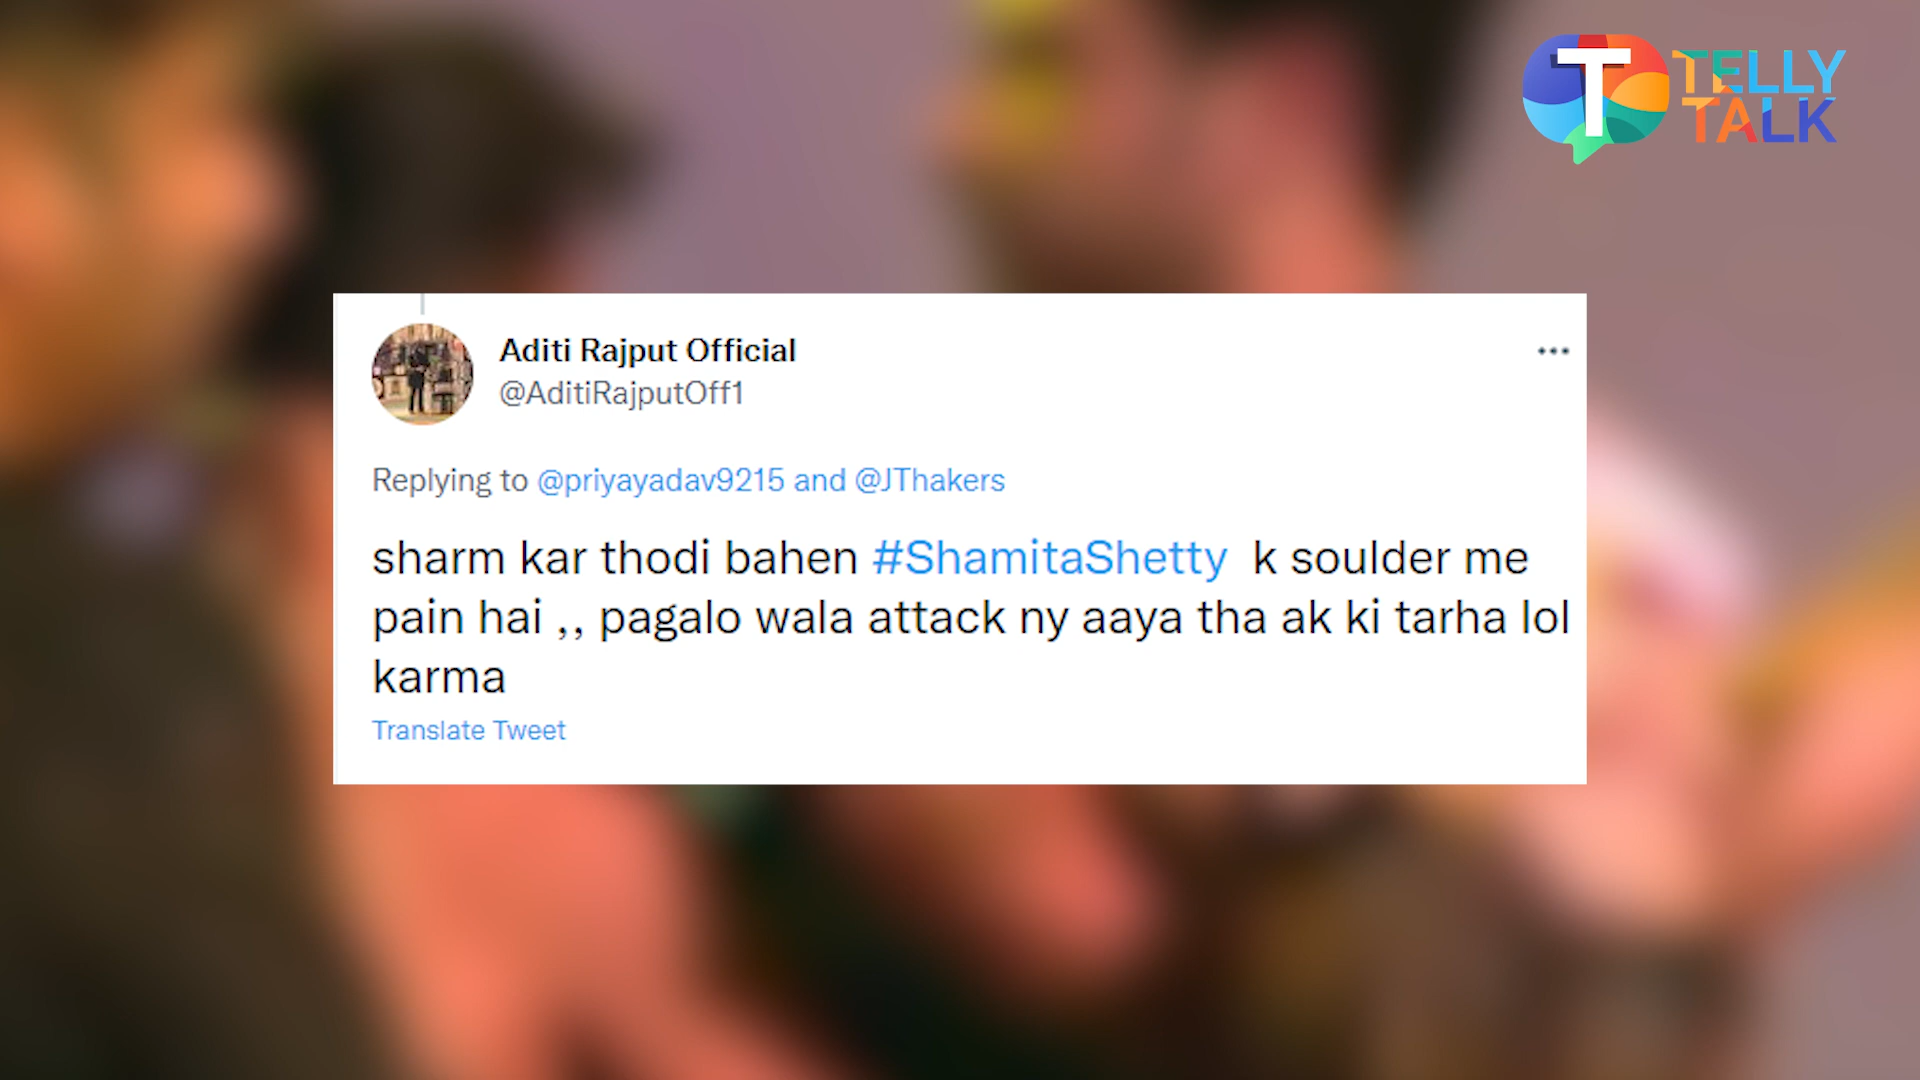 TELLY
TALK
Aditi Rajput Official
@AditiRajputOff1
Replying to @priyayadav9215 and @JThakers
sharm kar thodi bahen #ShamitaShetty k soulder me
pain hai ,, pagalo wala attack ny aaya tha ak ki tarha lol
karma
Translate Tweet